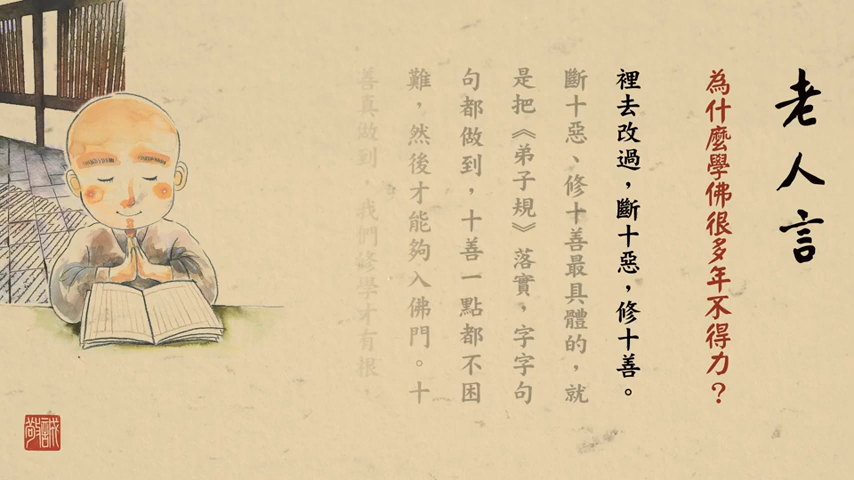 老人言
為什麼學佛很多年不得力？
裡去改過，斷十惡，修十善。
斷十惡、修十善最具體的，就
是把《弟子規》落實，字字句
句都做到，十善一點都不困
難，然後才能夠入佛門。十
善真做到，我們修學才有根，
誠敬